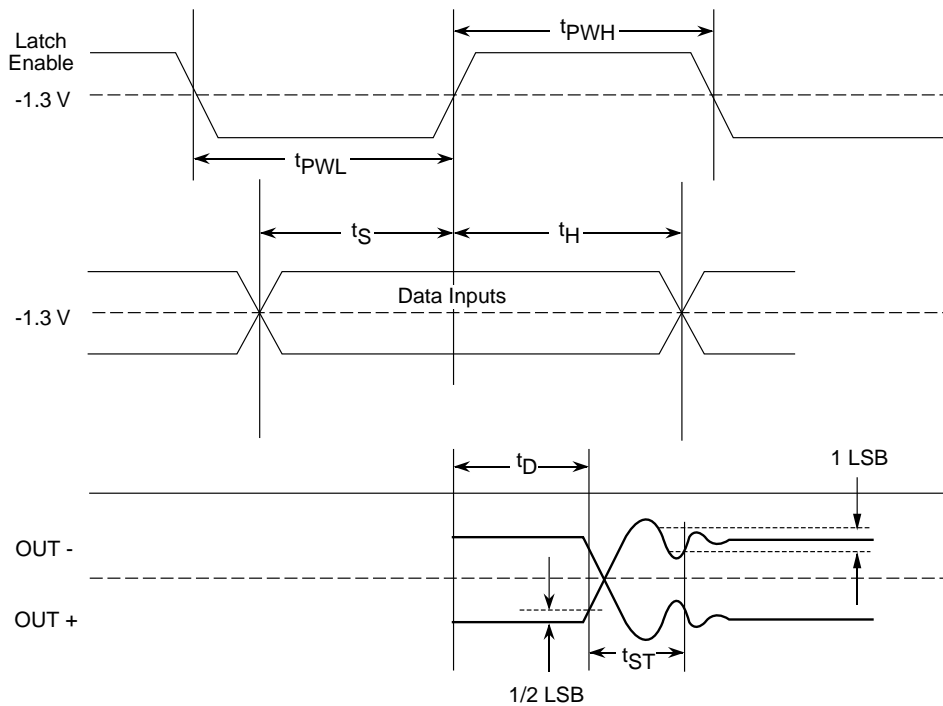 Latch
Enable
tPWH
-1.3 V
tPWL
tS
tH
Data Inputs
-1.3 V
tD
1 LSB
OUT -
OUT +
tST
1/2 LSB